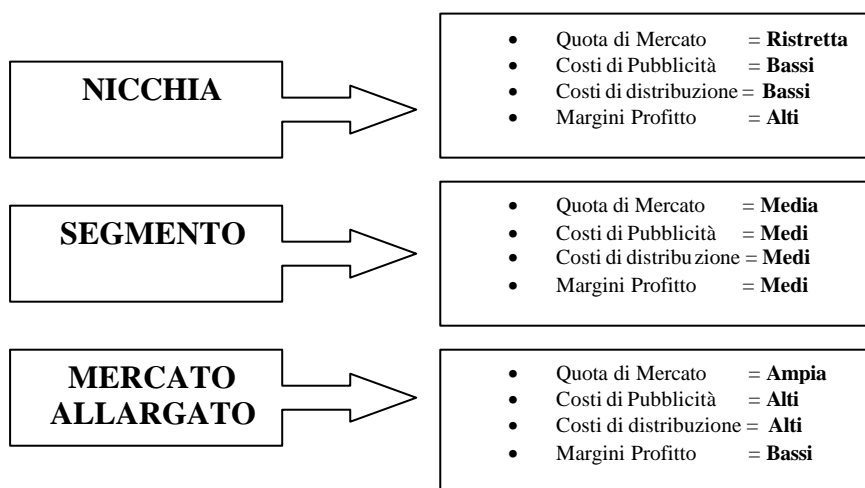 NICCHIA
• Quota di Mercato = Ristretta
• Costi di Pubblicità = Bassi
• Costi di distribuzione = Bassi
• Margini Profitto = Alti
SEGMENTO
• Quota di Mercato = Media
• Costi di Pubblicità = Medi
• Costi di distribuzione = Medi
• Margini Profitto = Medi
MERCATO
ALLARGATO
• Quota di Mercato = Ampia
• Costi di Pubblicità = Alti
• Costi di distribuzione = Alti
• Margini Profitto = Bassi